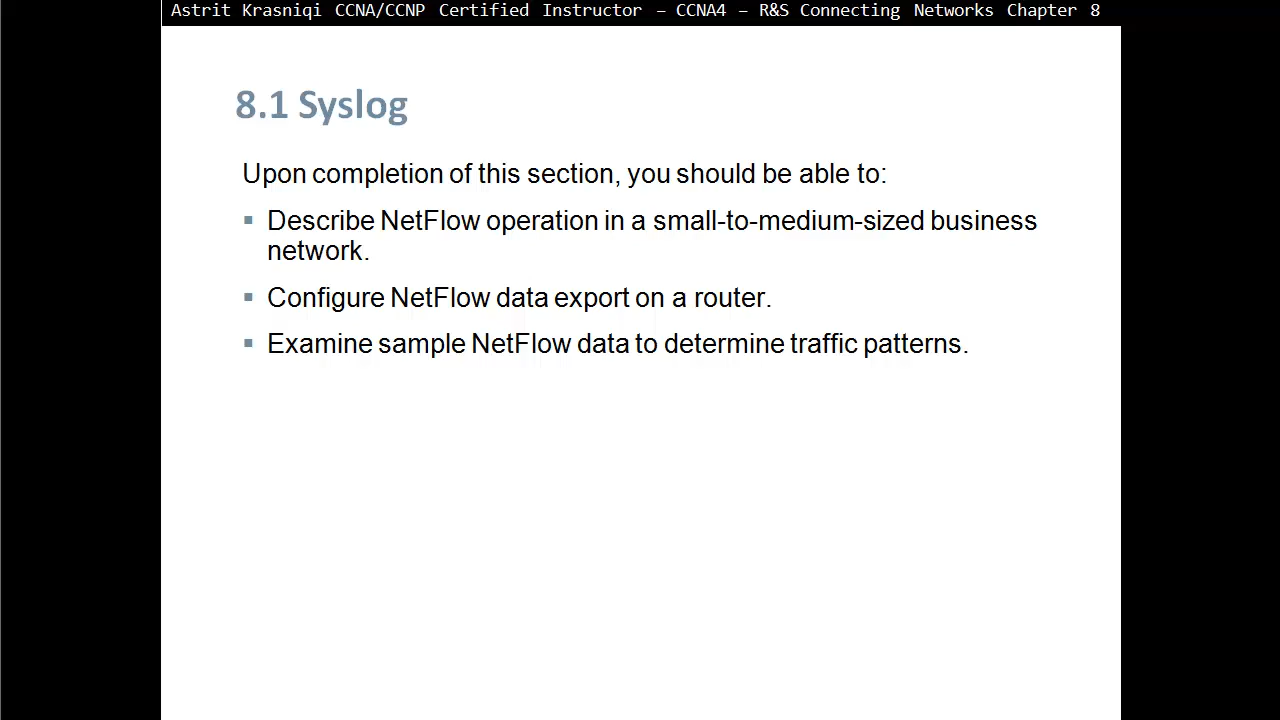 Astrit Krasniqi CCNA/CCNP Certified Instructor – CCNA4 – R&S Connecting Networks Chapter 8
8.1 Syslog
Upon completion of this section, you should be able to:
▪ Describe NetFlow operation in a small-to-medium-sized business
network.
▪ Configure NetFlow data export on a router.
▪ Examine sample NetFlow data to determine traffic patterns.